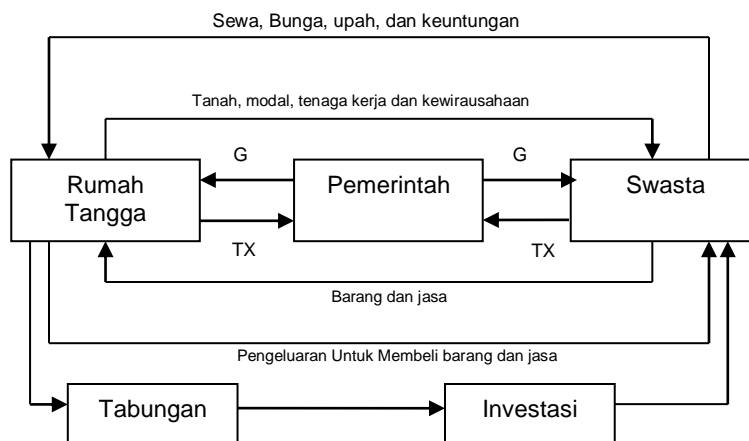 Sewa, Bunga, upah, dan keuntungan
Tanah, modal, tenaga kerja dan kewirausahaan
G
G
Rumah
Tangga
Pemerintah
Swasta
TX
TX
Barang dan jasa
Pengeluaran Untuk Membeli barang dan jasa
Tabungan
Investasi